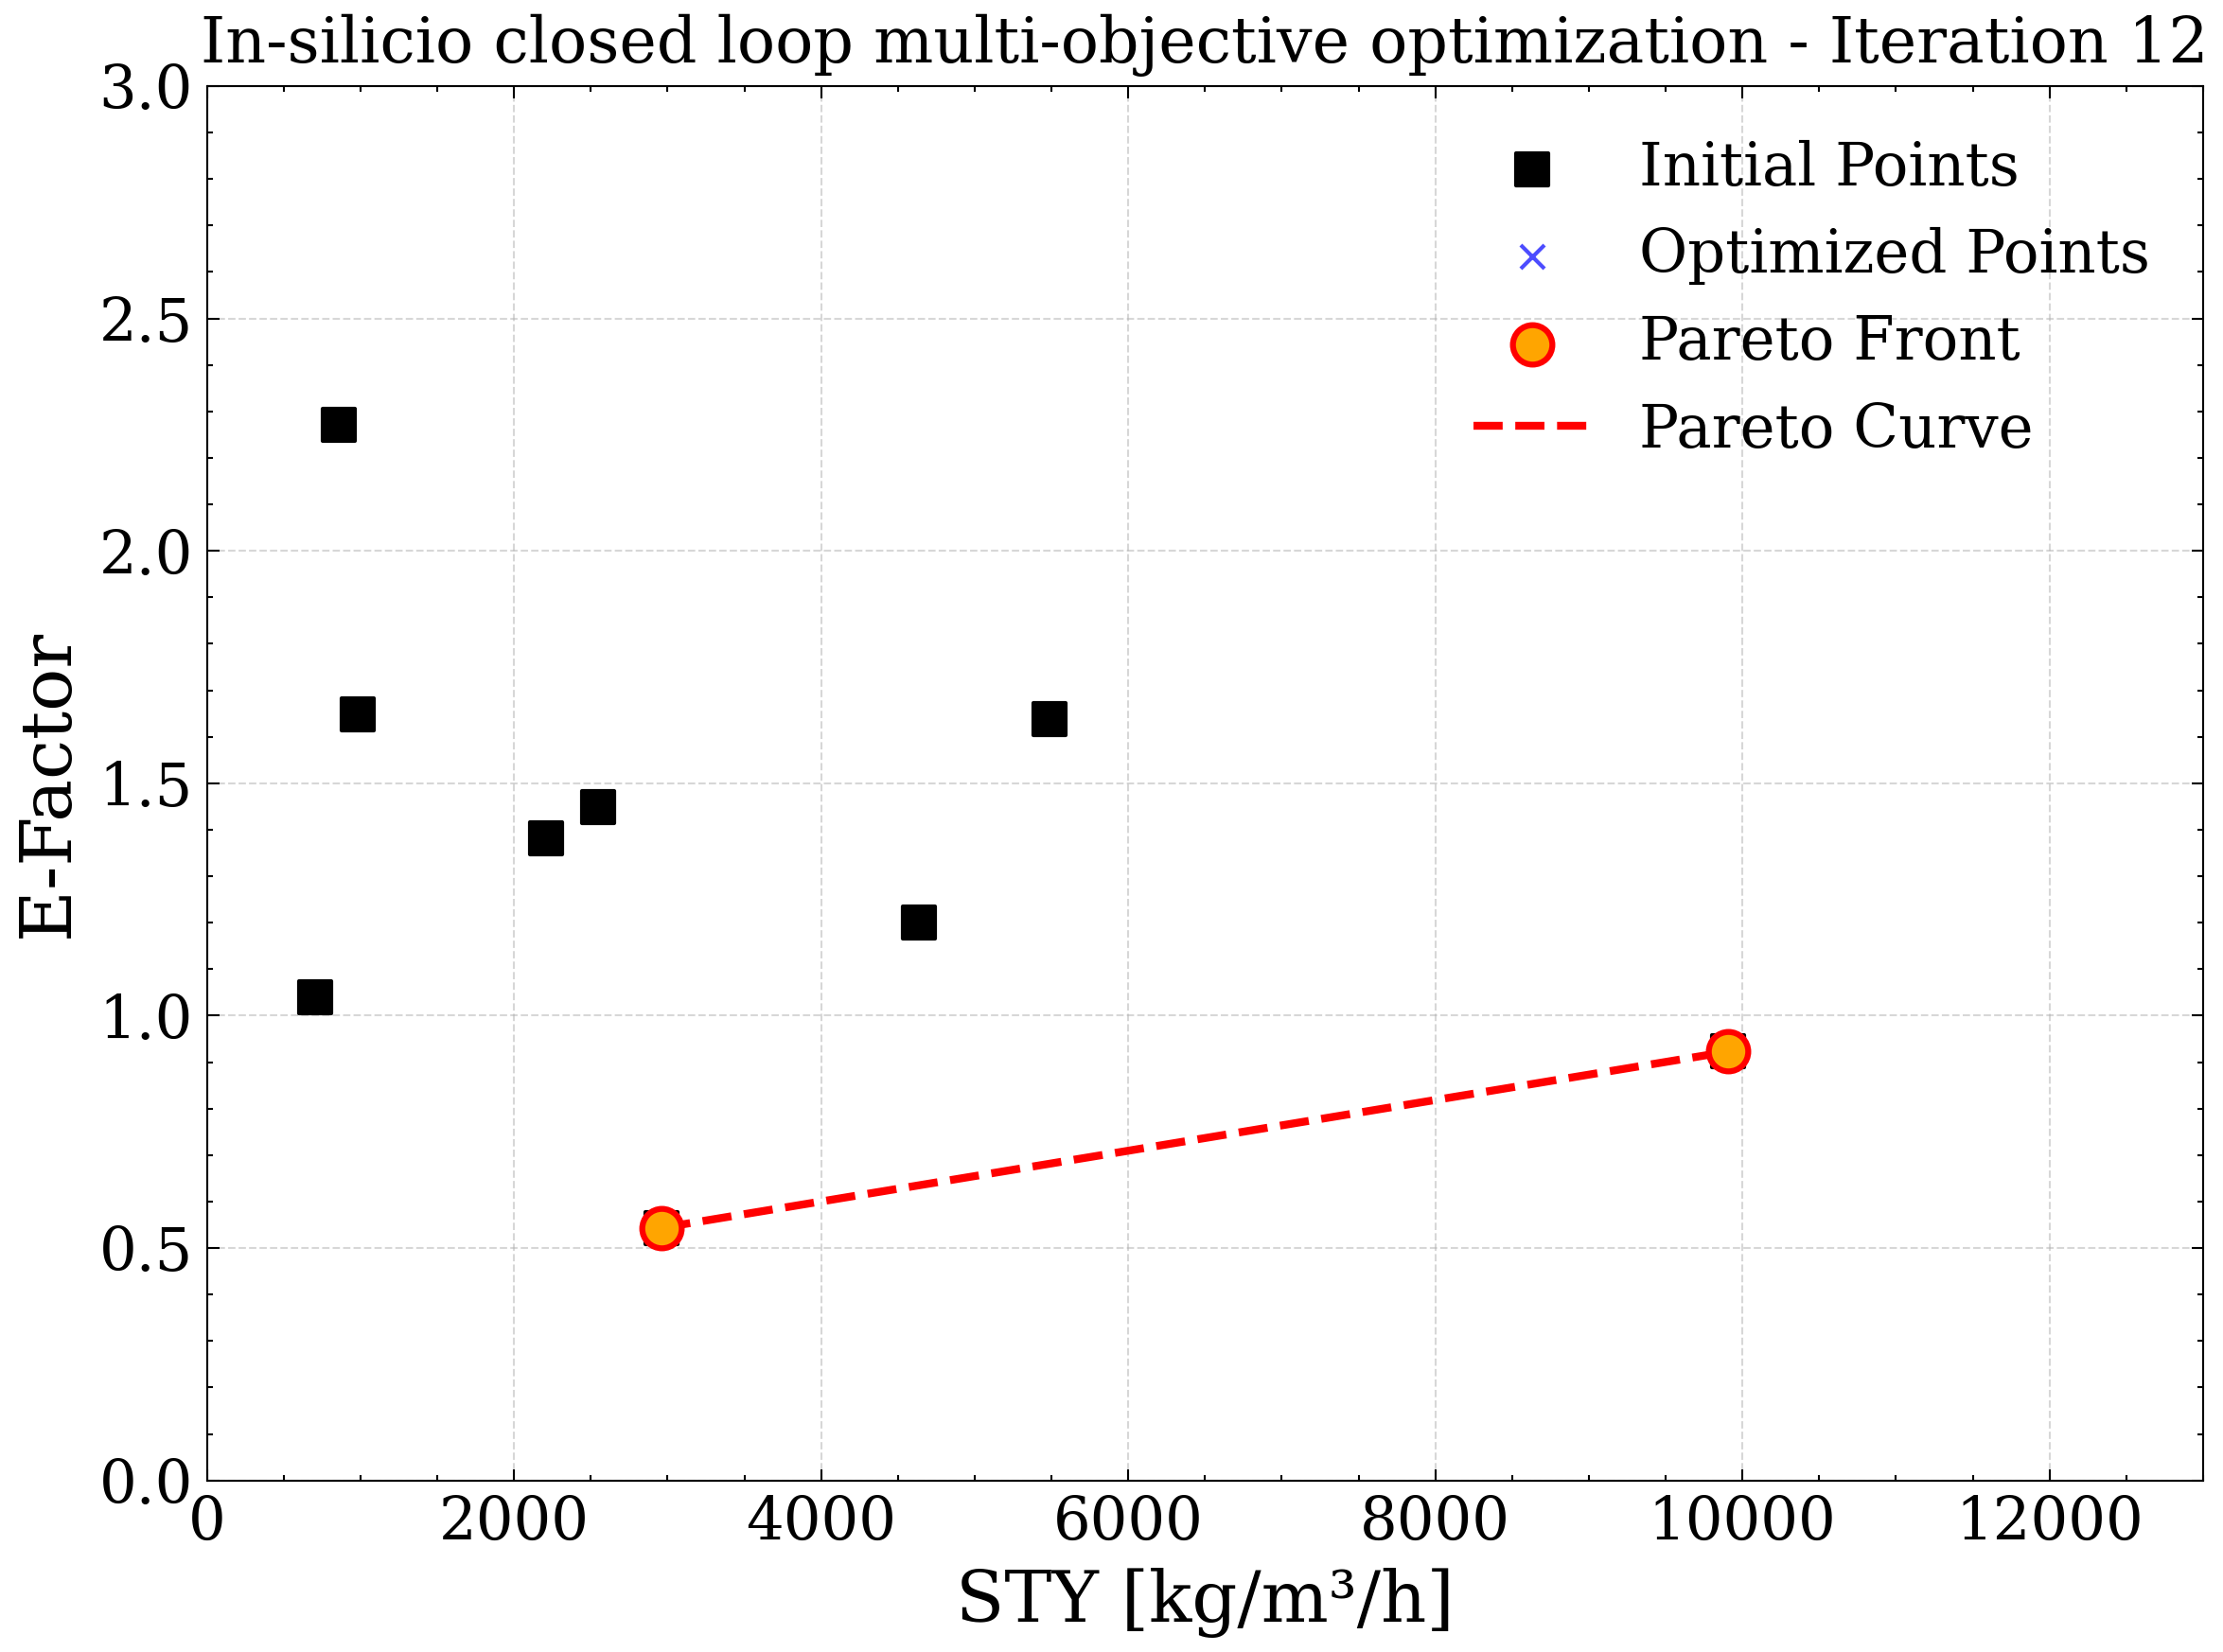 In-silicio closed loop multi-objective optimization - Iteration 12
3.0
2.5
2.0
1.5
1.0
0.5
0.0
E-Factor
Initial Points
Optimized Points
Pareto Front
Pareto Curve
0 2000 4000 6000 8000 10000 12000
STY [kg/m³/h]